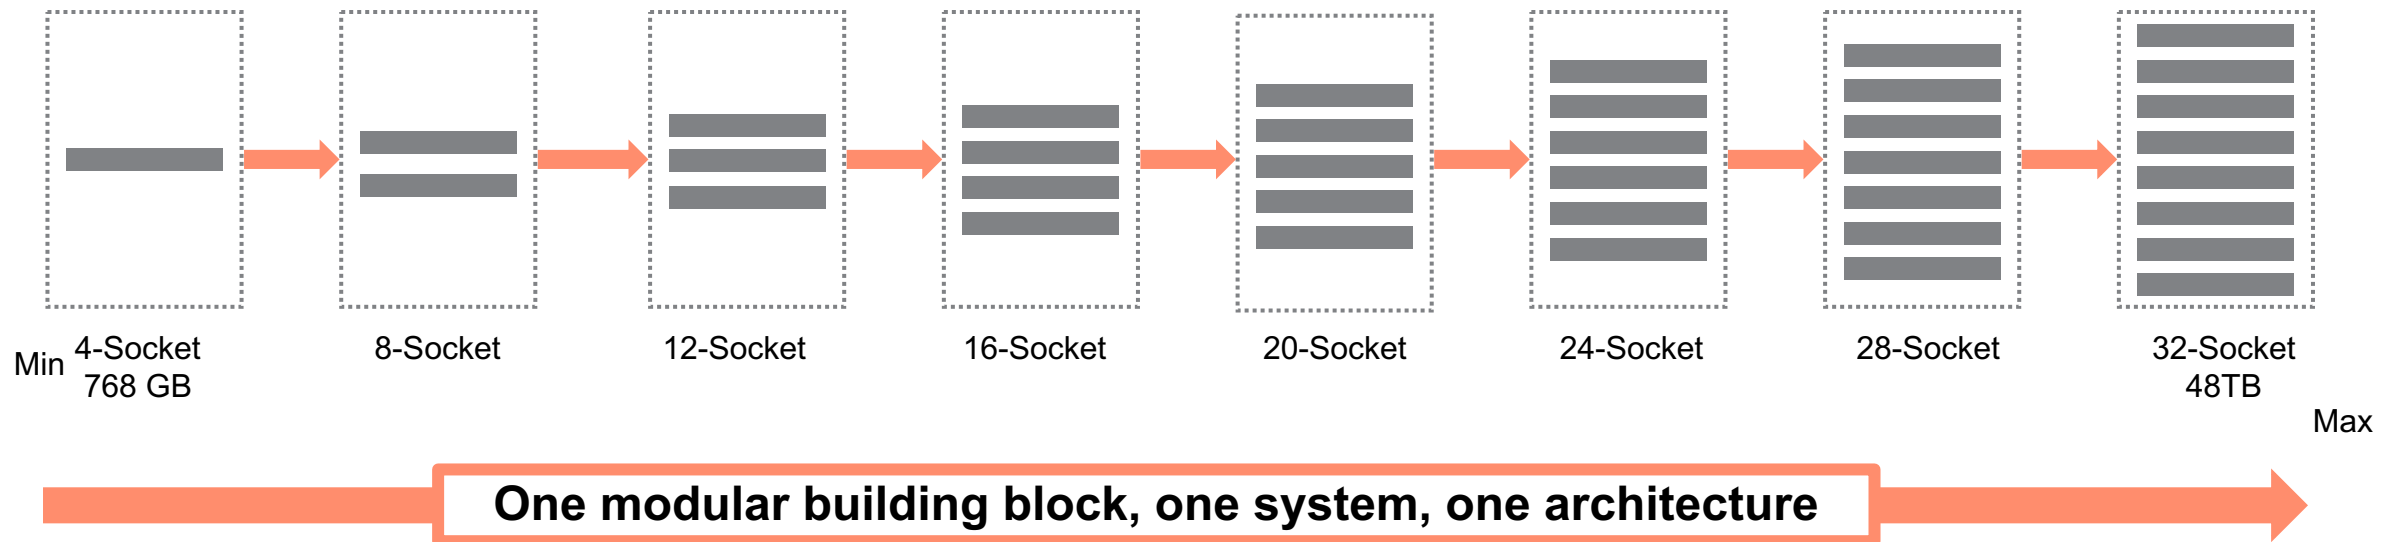 Min
4-Socket
768 GB
8-Socket
12-Socket
16-Socket
20-Socket
24-Socket
28-Socket
32-Socket
48TB
Max
One modular building block, one system, one architecture